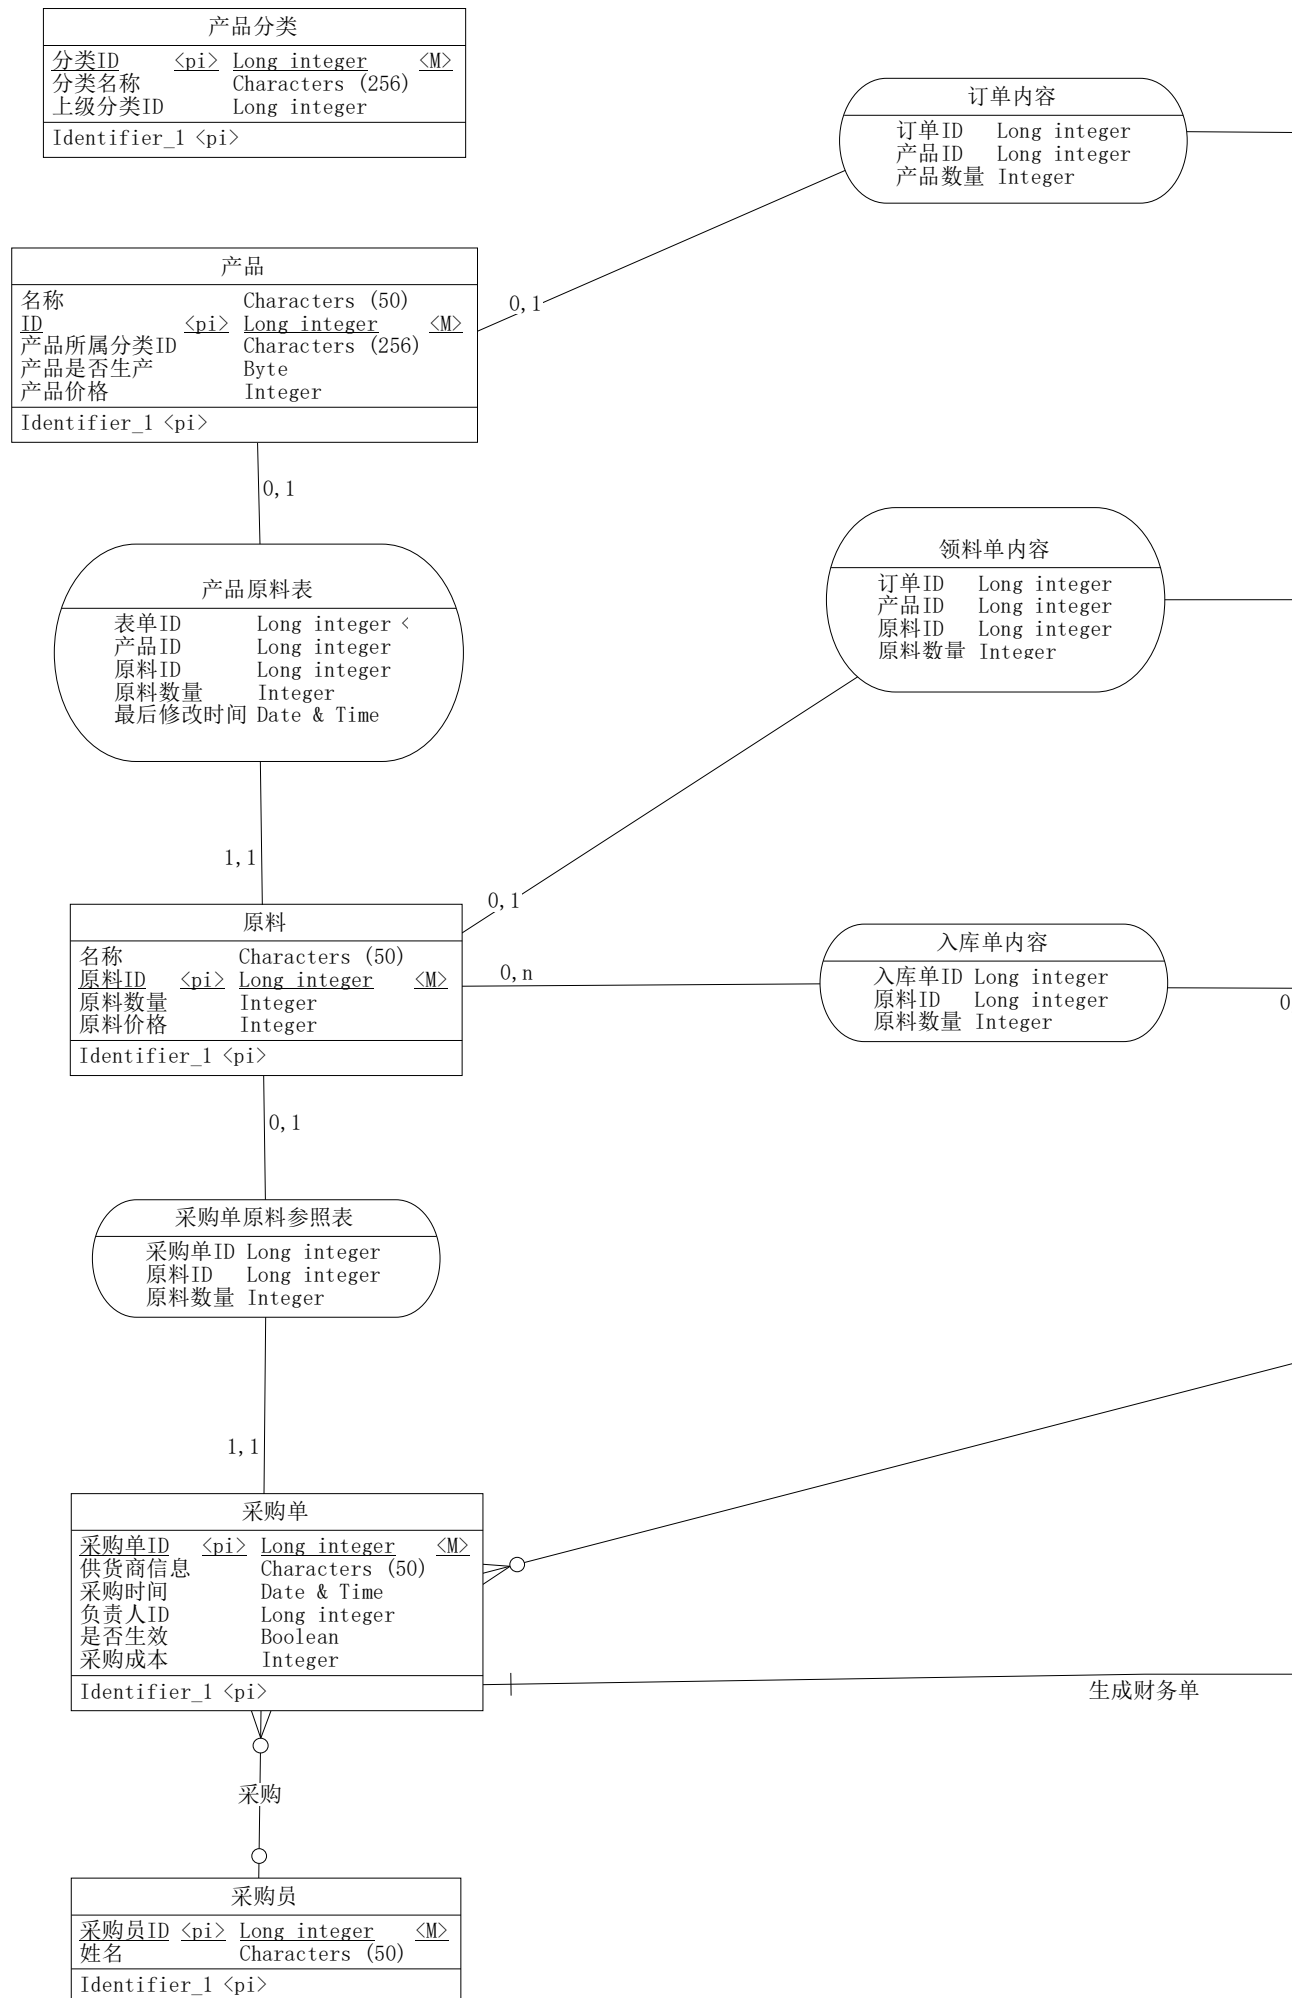 产品分类
分类ID <pi> Long integer <M>
分类名称 Characters (256)
上级分类ID Long integer
Identifier_1 <pi>
订单内容
订单ID Long integer
产品ID Long integer
产品数量 Integer
产品
名称 Characters (50)
ID <pi> Long integer <M>
产品所属分类ID Characters (256)
产品是否生产 Byte
产品价格 Integer
Identifier_1 <pi>
0,1
0,1
领料单内容
订单ID Long integer
产品ID Long integer
原料ID Long integer
原料数量 Integer
产品原料表
表单ID Long integer <
产品ID Long integer
原料ID Long integer
原料数量 Integer
最后修改时间 Date & Time
1,1
0,1
原料
名称 Characters (50)
原料ID <pi> Long integer <M>
原料数量 Integer
原料价格 Integer
Identifier_1 <pi>
0,n
入库单内容
入库单ID Long integer
原料ID Long integer
原料数量 Integer
0
0,1
采购单原料参照表
采购单ID Long integer
原料ID Long integer
原料数量 Integer
1,1
采购单
采购单ID <pi> Long integer <M>
供货商信息 Characters (50)
采购时间 Date & Time
负责人ID Long integer
是否生效 Boolean
采购成本 Integer
Identifier_1 <pi>
生成财务单
采购
采购员
采购员ID <pi> Long integer <M>
姓名 Characters (50)
Identifier_1 <pi>